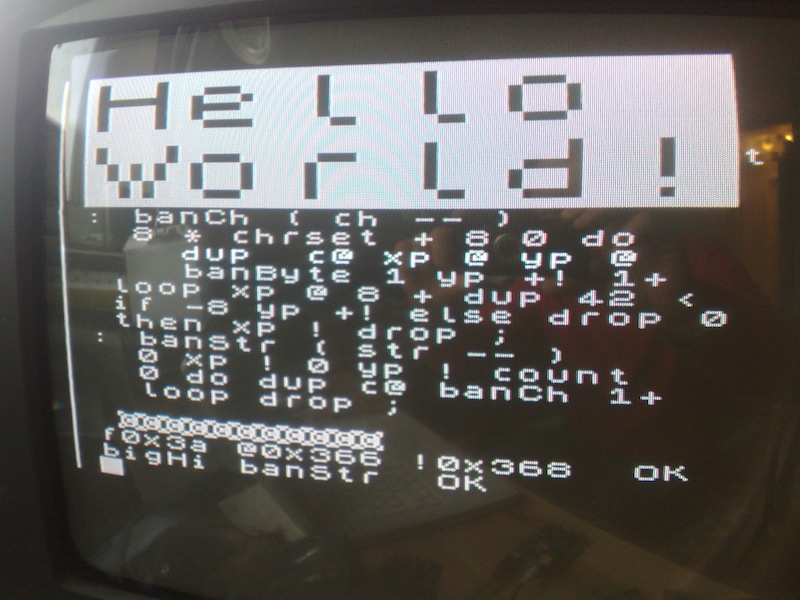 Hello
World!
t
: banCh ( ch -- )
8 * chrset + 8 0 do
dup c@ xp @ yp @
banByte 1 yp +! 1+
loop xp @ 8 + dup 42 <
if -8 yp +! else drop 0
then xp ! drop ;
: banStr ( str -- )
0 xp ! 0 yp ! count
0 do dup c@ banCh 1+
loop drop ;
f0x3a @0x366 !0x368 OK
bigHi banStr OK